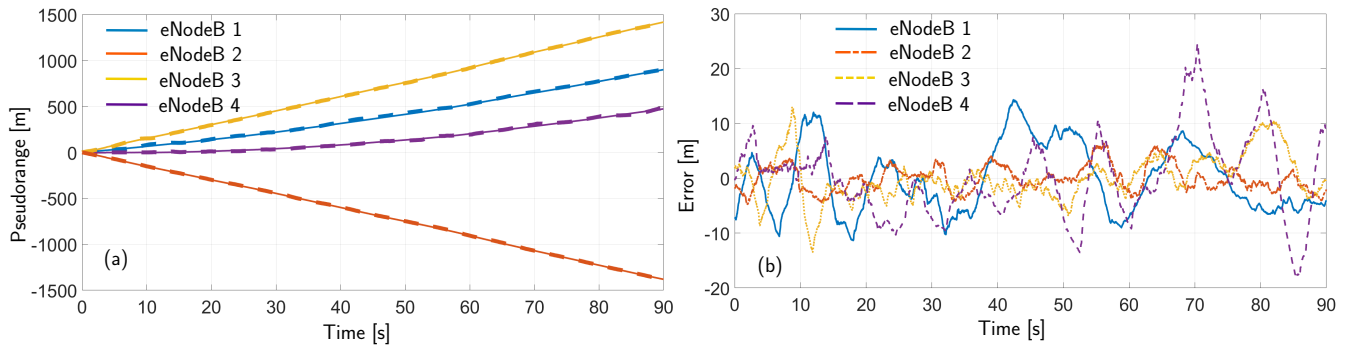 1500
1000
500
0
-500
-1000
-1500
Pseudorange [m]
eNodeB 1
eNodeB 2
eNodeB 3
eNodeB 4
(a)
0 10 20 30 40 50 60 70 80 90
Time [s]
30
20
10
0
-10
-20
Error [m]
eNodeB 1
eNodeB 2
eNodeB 3
eNodeB 4
(b)
0 10 20 30 40 50 60 70 80 90
Time [s]